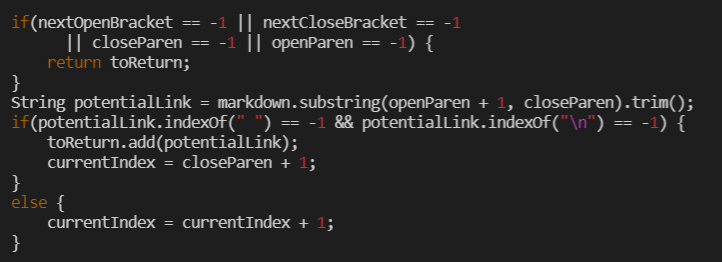 if(nextOpenBracket == -1 || nextCloseBracket == -1
      || closeParen == -1 || openParen == -1) {
    return toReturn;
}
String potentialLink = markdown.substring(openParen + 1, closeParen).trim();
if(potentialLink.indexOf(" ") == -1 && potentialLink.indexOf("\n") == -1) {
    toReturn.add(potentialLink);
    currentIndex = closeParen + 1;
}
else {
    currentIndex = currentIndex + 1;
}